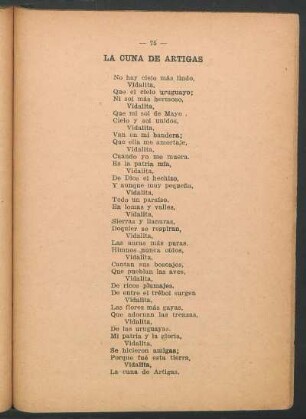 — 75 —
LA CUNA DE ARTIGAS
No hay cielo más lindo,
Vidalita,
Que el cielo uruguayo;
Ni sol más hermoso,
Vidalita,
Que mi sol de Mayo.
Cielo y sol unidos,
Vidalita,
Van en mi bandera;
Que ella me amortaje,
Vidalita,
Cuando yo me muera.
Es la patria mía,
Vidalita,
De Dios el hechizo,
Y aunque muy pequeña,
Vidalita,
Todo un paraíso.
En lomas y valles,
Vidalita,
Sierras y llanuras,
Doquier se respiran,
Vidalita,
Las auras más puras.
Himnos nunca oídos,
Vidalita,
Cantan sus boscajes,
Que pueblan las aves,
Vidalita,
De ricos plumajes.
De entre el trébol surgen
Vidalita,
Las flores más gayas,
Que adornan las trenzas,
Vidalita,
De las uruguayas.
Mi patria y la gloria,
Vidalita,
Se hicieron amigas;
Porque fué esta tierra,
Vidalita,
La cuna de Artigas.